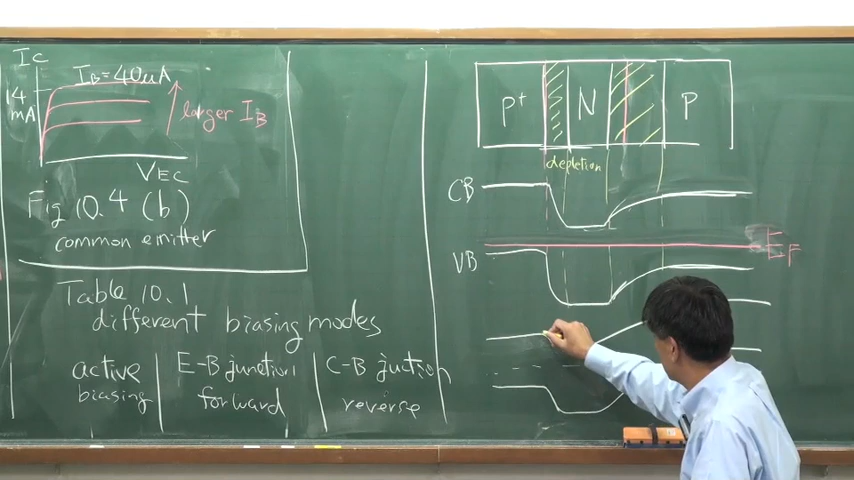 Ic
IB=40uA
14
mA
larger IB
VEC
Fig 10.4 (b)
common emitter
Table 10.1
different biasing modes
active
biasing
E-B junction
forward
C-B juction
reverse
P+
N
P
depletion
CB
EF
VB